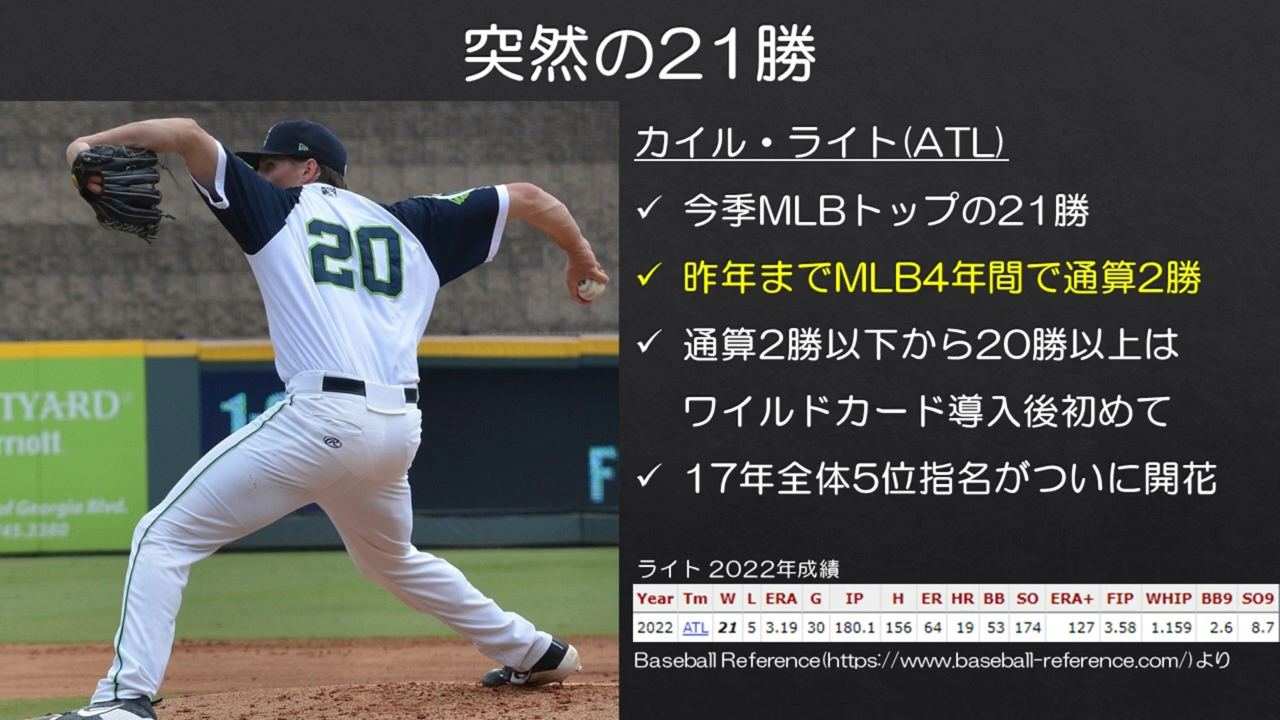 突然の21勝
カイル・ライト(ATL)
✓ 今季MLBトップの21勝
✓ 昨年までMLB4年間で通算2勝
✓ 通算2勝以下から20勝以上は
ワイルドカード導入後初めて
✓ 17年全体5位指名がついに開花
20
TYARD
rriott
of Georgia Blvd.
45.3380
ライト 2022年成績
Year Tm W L ERA G IP H ER HR BB SO ERA+ FIP WHIP BB9 SO9
2022 ATL 21 5 3.19 30 180.1 156 64 19 53 174 127 3.58 1.159 2.6 8.7
Baseball Reference(https://www.baseball-reference.com/)より